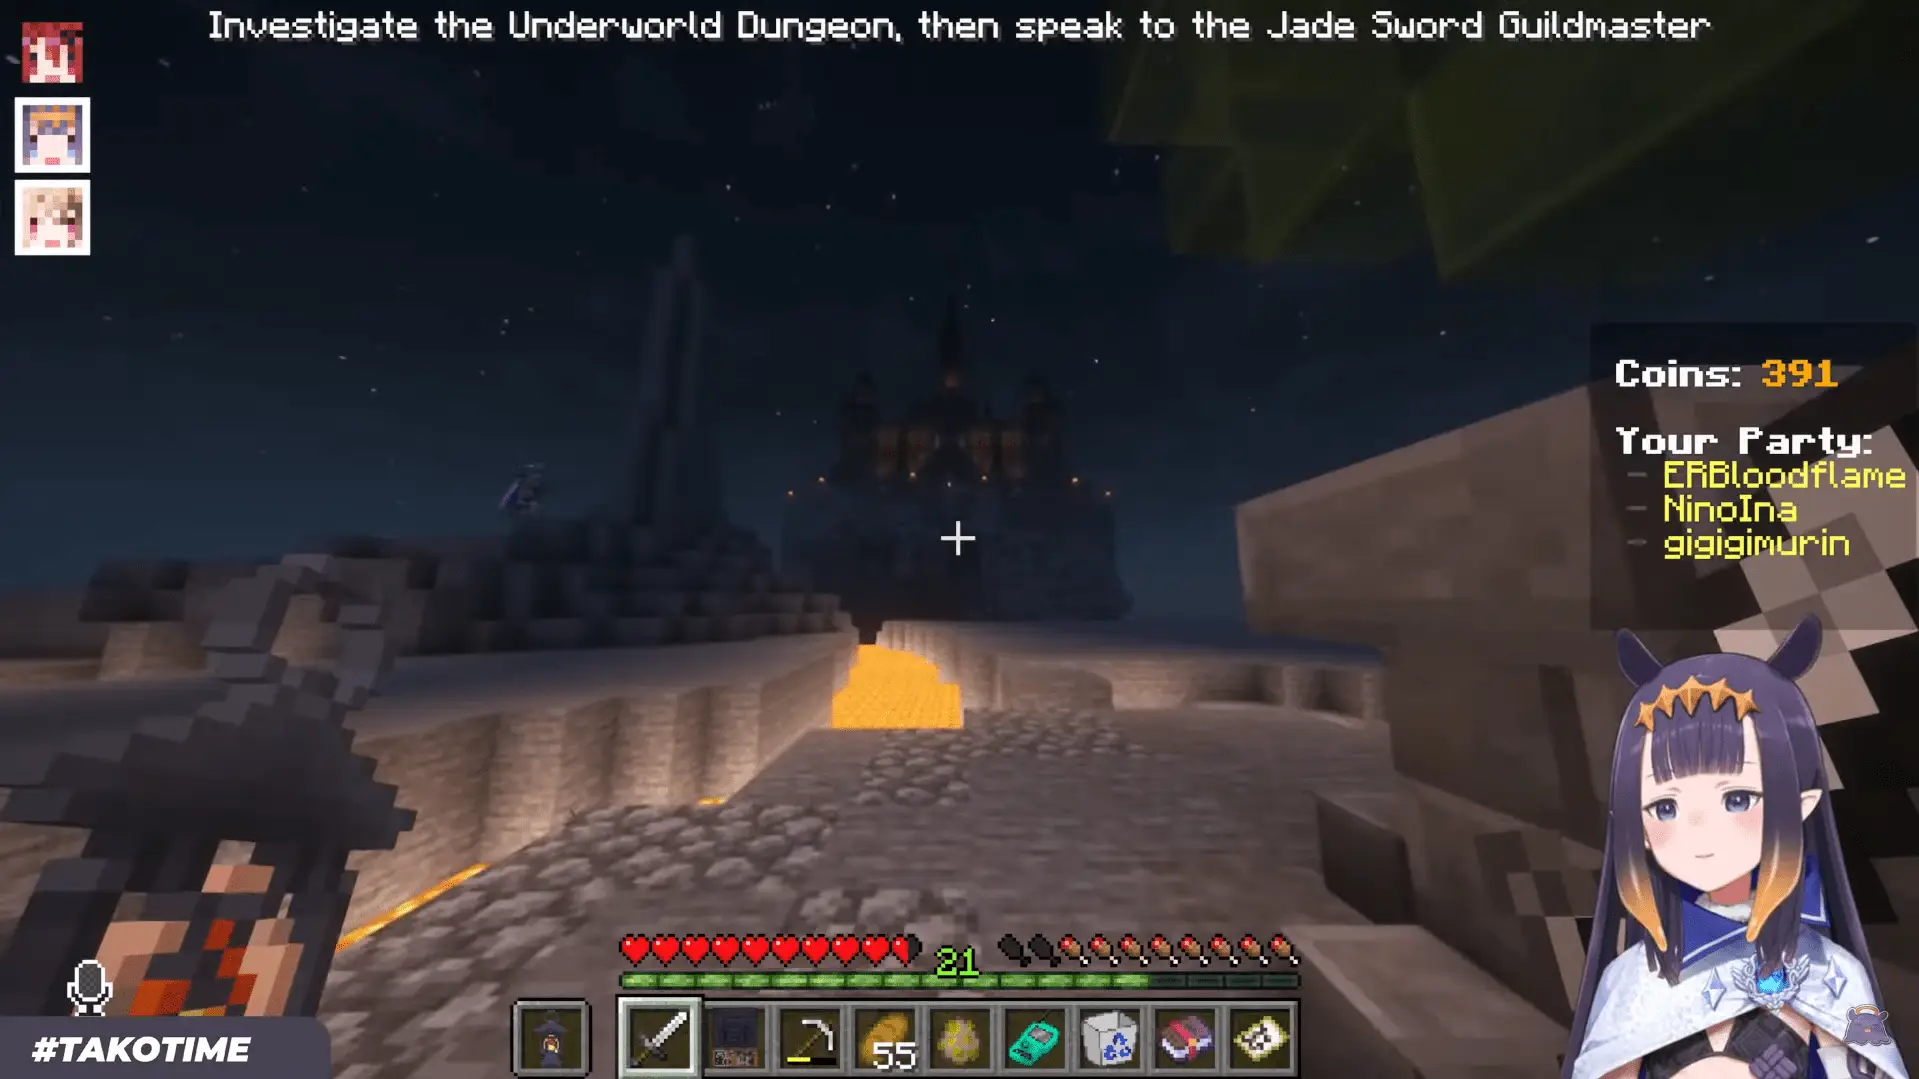 Investigate the Underworld Dungeon, then speak to the Jade Sword Guildmaster
Coins: 391
Your Party:
- ERBloodflame
- NinoIna
- gigigimurin
21
55
#TAKOTIME